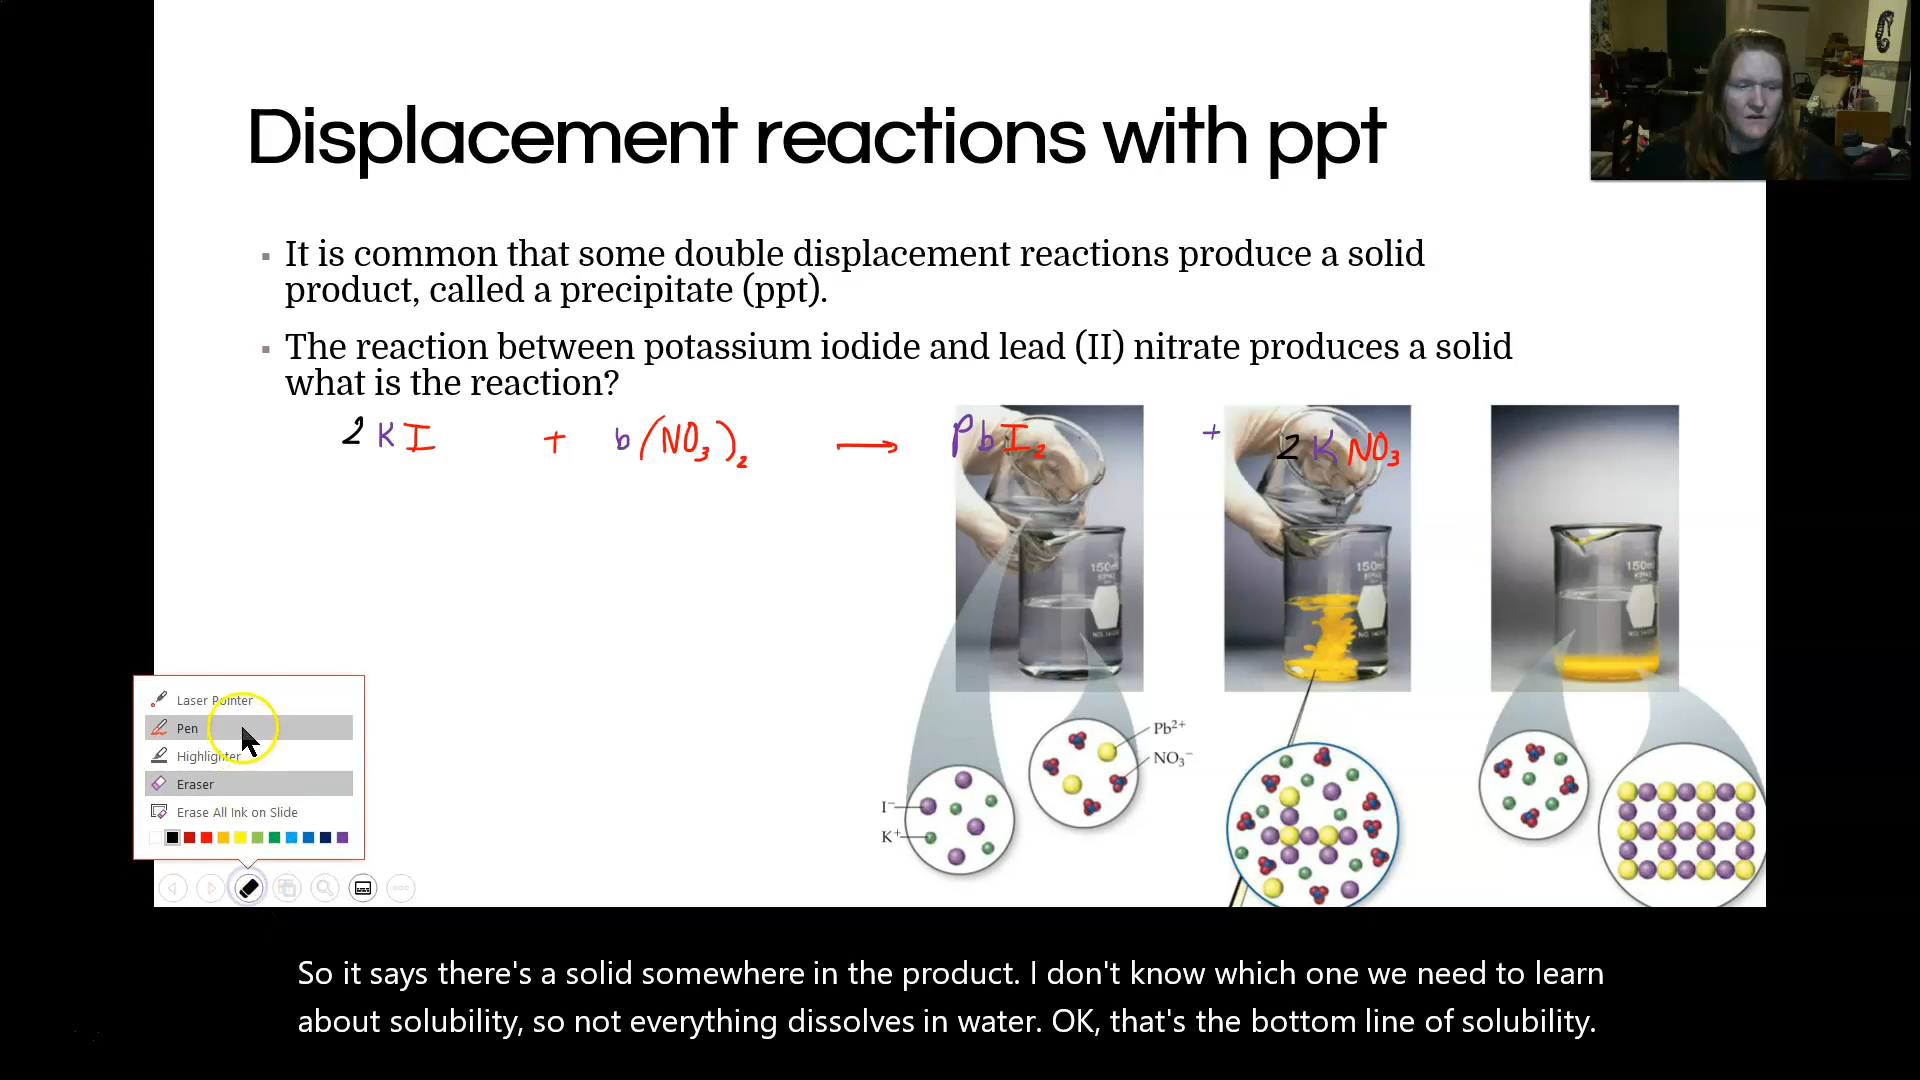 Displacement reactions with ppt
▪ It is common that some double displacement reactions produce a solid
product, called a precipitate (ppt).
▪ The reaction between potassium iodide and lead (II) nitrate produces a solid
what is the reaction?
2 K I + b (NO3)2 → PbI2 + 2 K NO3
150ml
150ml
150ml
Pb²⁺
NO₃⁻
I⁻
K⁺
Laser Pointer
Pen
Highlighter
Eraser
Erase All Ink on Slide
So it says there's a solid somewhere in the product. I don't know which one we need to learn
about solubility, so not everything dissolves in water. OK, that's the bottom line of solubility.